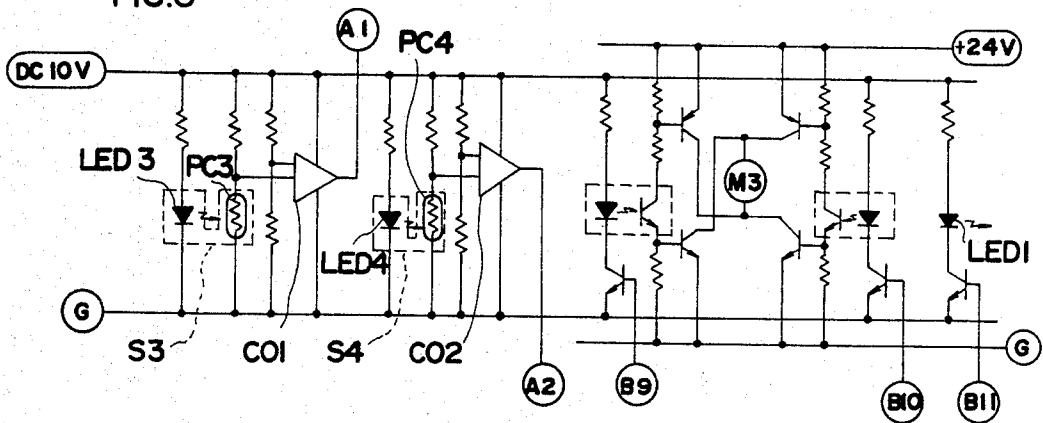 A1
PC4
+24V
DC 10V
LED 3
PC3
M3
LED4
LED1
G
S3
CO1
S4
CO2
G
A2
B9
B10
B11